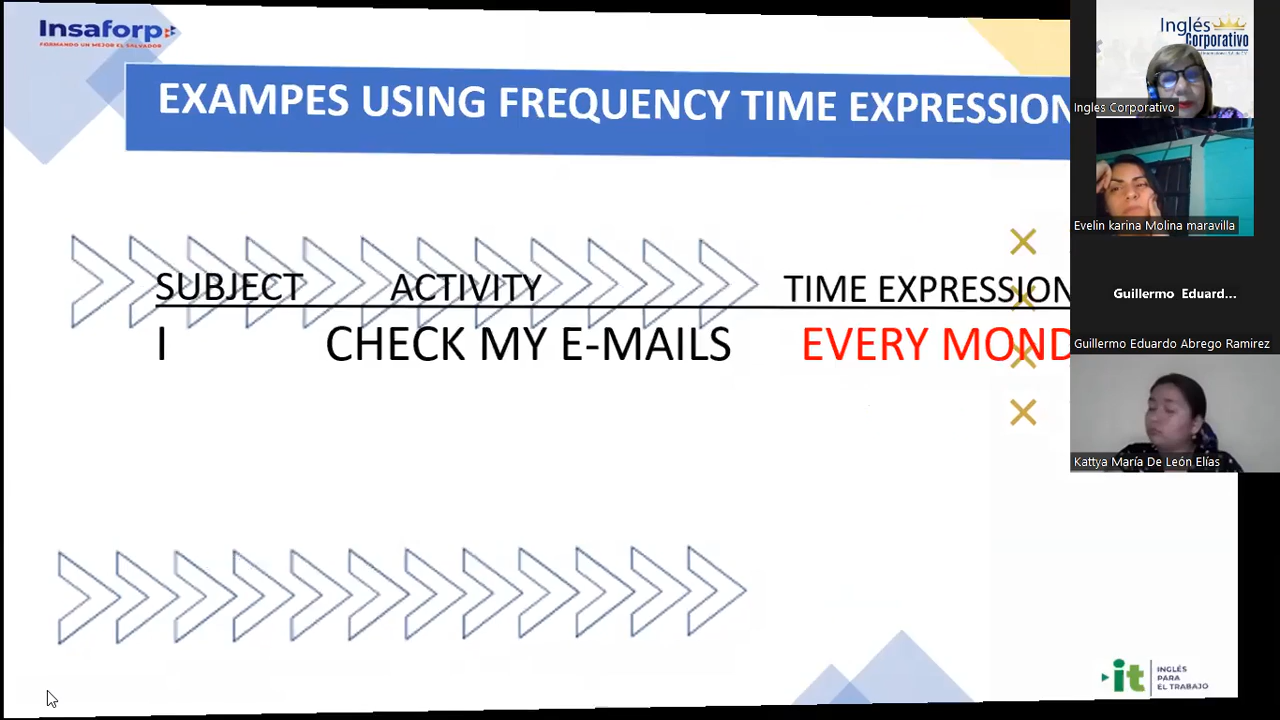 Insaforp
FORMANDO UN MEJOR EL SALVADOR
EXAMPES USING FREQUENCY TIME EXPRESSION
SUBJECT ACTIVITY TIME EXPRESSION
I CHECK MY E-MAILS EVERY MOND
it INGLÉS
PARA
EL TRABAJO
Inglés
Corporativo
Ingles Corporativo
Evelin karina Molina maravilla
Guillermo Eduard...
Guillermo Eduardo Abrego Ramirez
Kattya María De León Elías